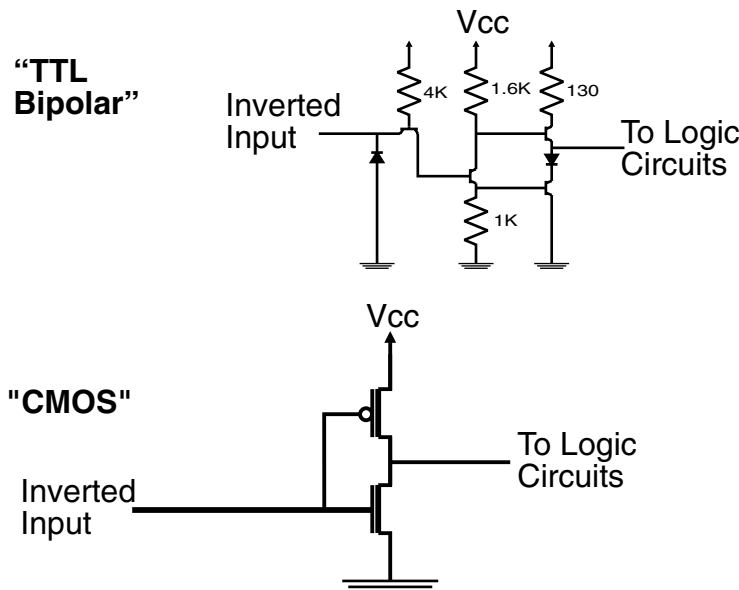 “TTL
Bipolar”
Vcc
4K
1.6K
130
Inverted
Input
To Logic
Circuits
1K
Vcc
"CMOS"
To Logic
Circuits
Inverted
Input